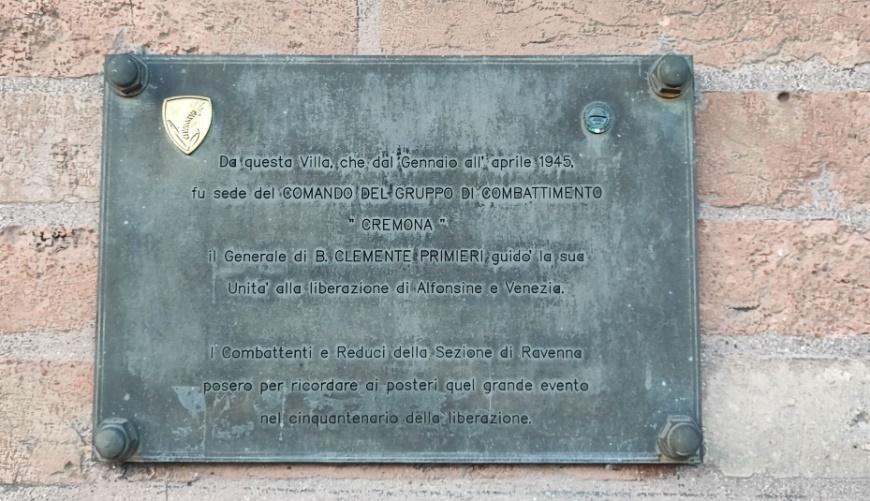 Da questa Villa, che dal Gennaio all' aprile 1945,
fu sede del COMANDO DEL GRUPPO DI COMBATTIMENTO
" CREMONA "
il Generale di B. CLEMENTE PRIMIERI guido' la sua
Unita' alla liberazione di Alfonsine e Venezia.
I Combattenti e Reduci della Sezione di Ravenna
posero per ricordare ai posteri quel grande evento
nel cinquantenario della liberazione.